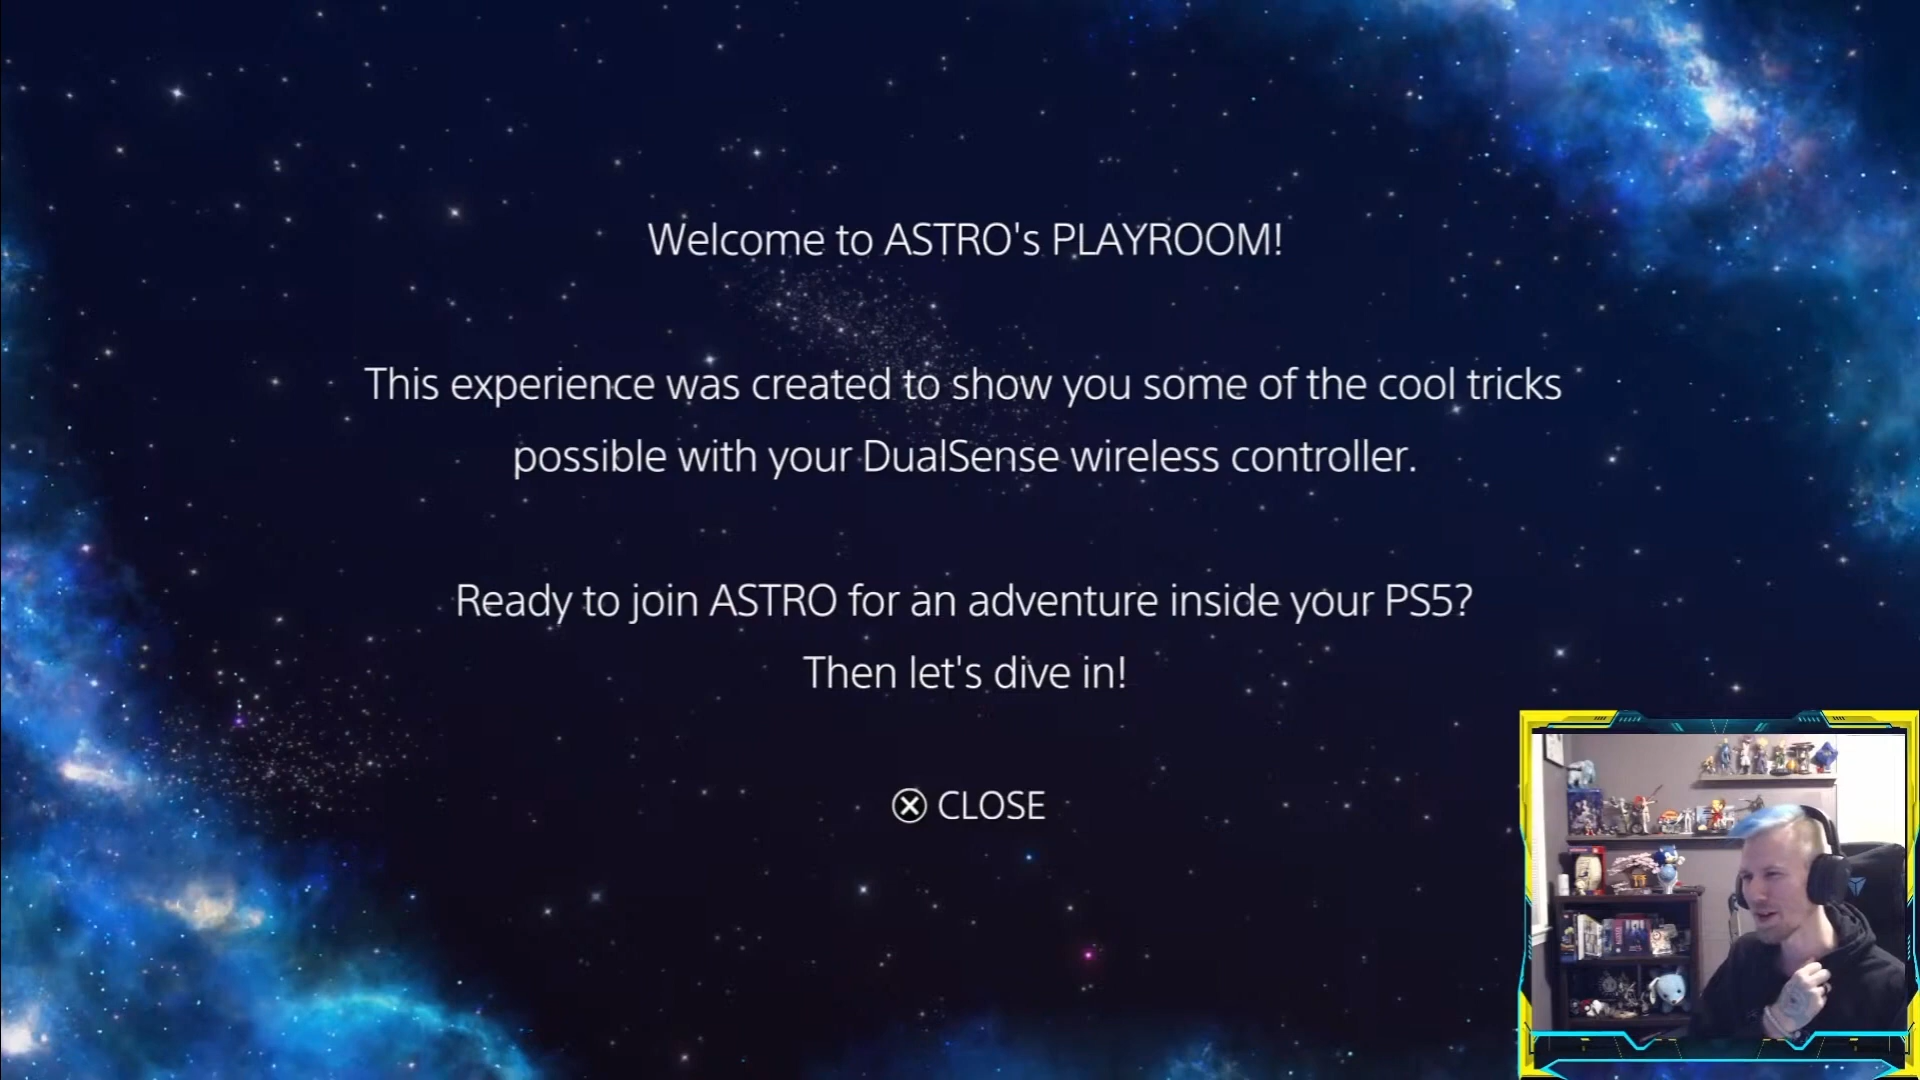 Welcome to ASTRO's PLAYROOM!
This experience was created to show you some of the cool tricks
possible with your DualSense wireless controller.
Ready to join ASTRO for an adventure inside your PS5?
Then let's dive in!
CLOSE